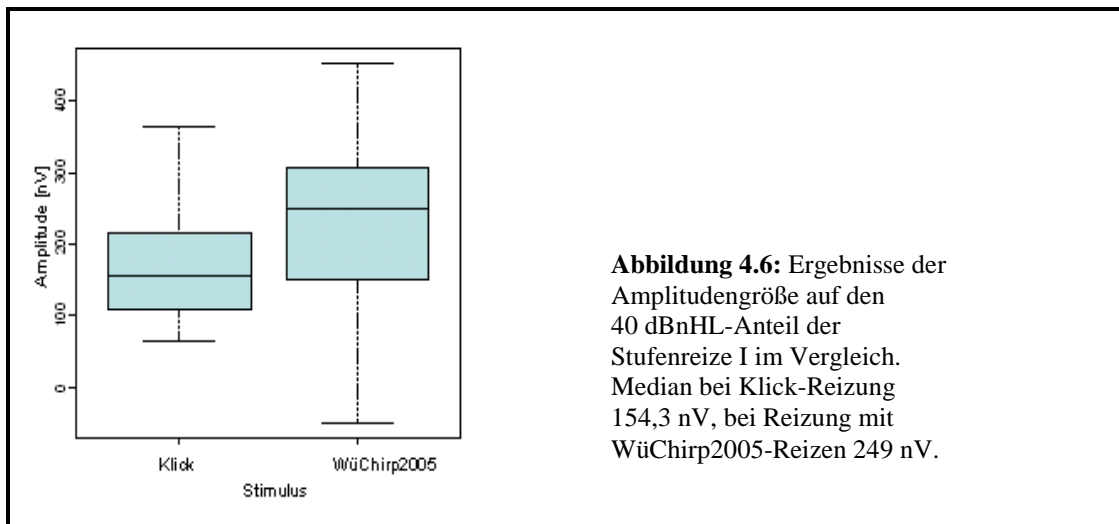 400
300
200
100
0
Amplitude [nV]
Klick
WüChirp2005
Stimulus
Abbildung 4.6: Ergebnisse der
Amplitudengröße auf den
40 dBnHL-Anteil der
Stufenreize I im Vergleich.
Median bei Klick-Reizung
154,3 nV, bei Reizung mit
WüChirp2005-Reizen 249 nV.